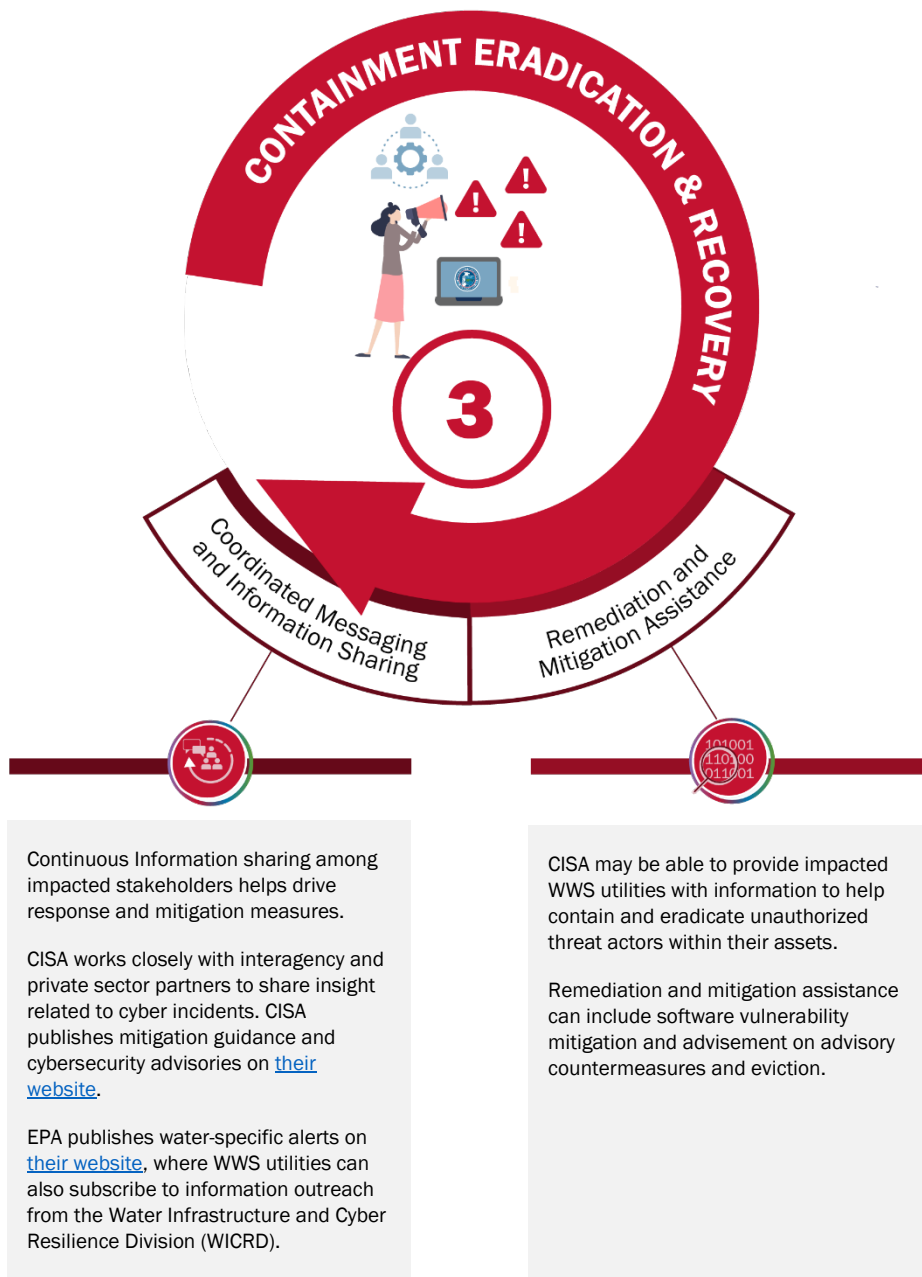 CONTAINMENT ERADICATION & RECOVERY
!
!
!
3
Coordinated Messaging
and Information Sharing
Remediation and
Mitigation Assistance
101001
110100
011001
Continuous Information sharing among
impacted stakeholders helps drive
response and mitigation measures.
CISA works closely with interagency and
private sector partners to share insight
related to cyber incidents. CISA
publishes mitigation guidance and
cybersecurity advisories on their
website.
EPA publishes water-specific alerts on
their website, where WWS utilities can
also subscribe to information outreach
from the Water Infrastructure and Cyber
Resilience Division (WICRD).
CISA may be able to provide impacted
WWS utilities with information to help
contain and eradicate unauthorized
threat actors within their assets.
Remediation and mitigation assistance
can include software vulnerability
mitigation and advisement on advisory
countermeasures and eviction.